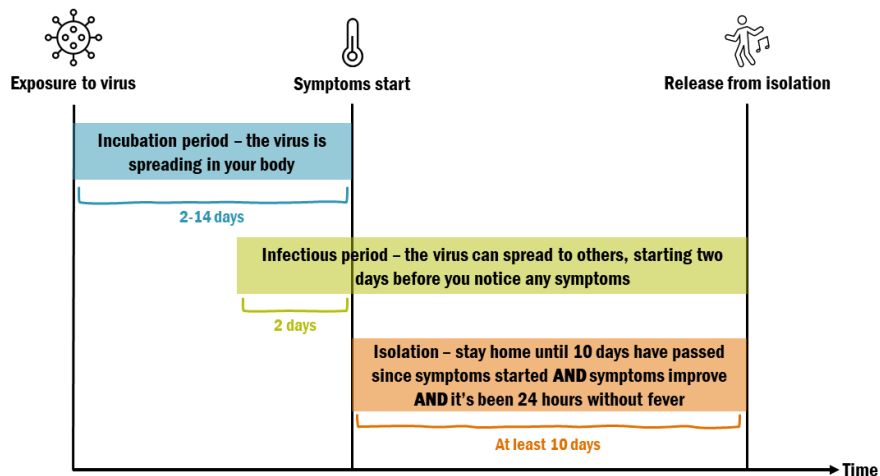 Exposure to virus
Symptoms start
Release from isolation
Incubation period – the virus is
spreading in your body
2-14 days
Infectious period – the virus can spread to others, starting two
days before you notice any symptoms
2 days
Isolation – stay home until 10 days have passed
since symptoms started AND symptoms improve
AND it's been 24 hours without fever
At least 10 days
Time